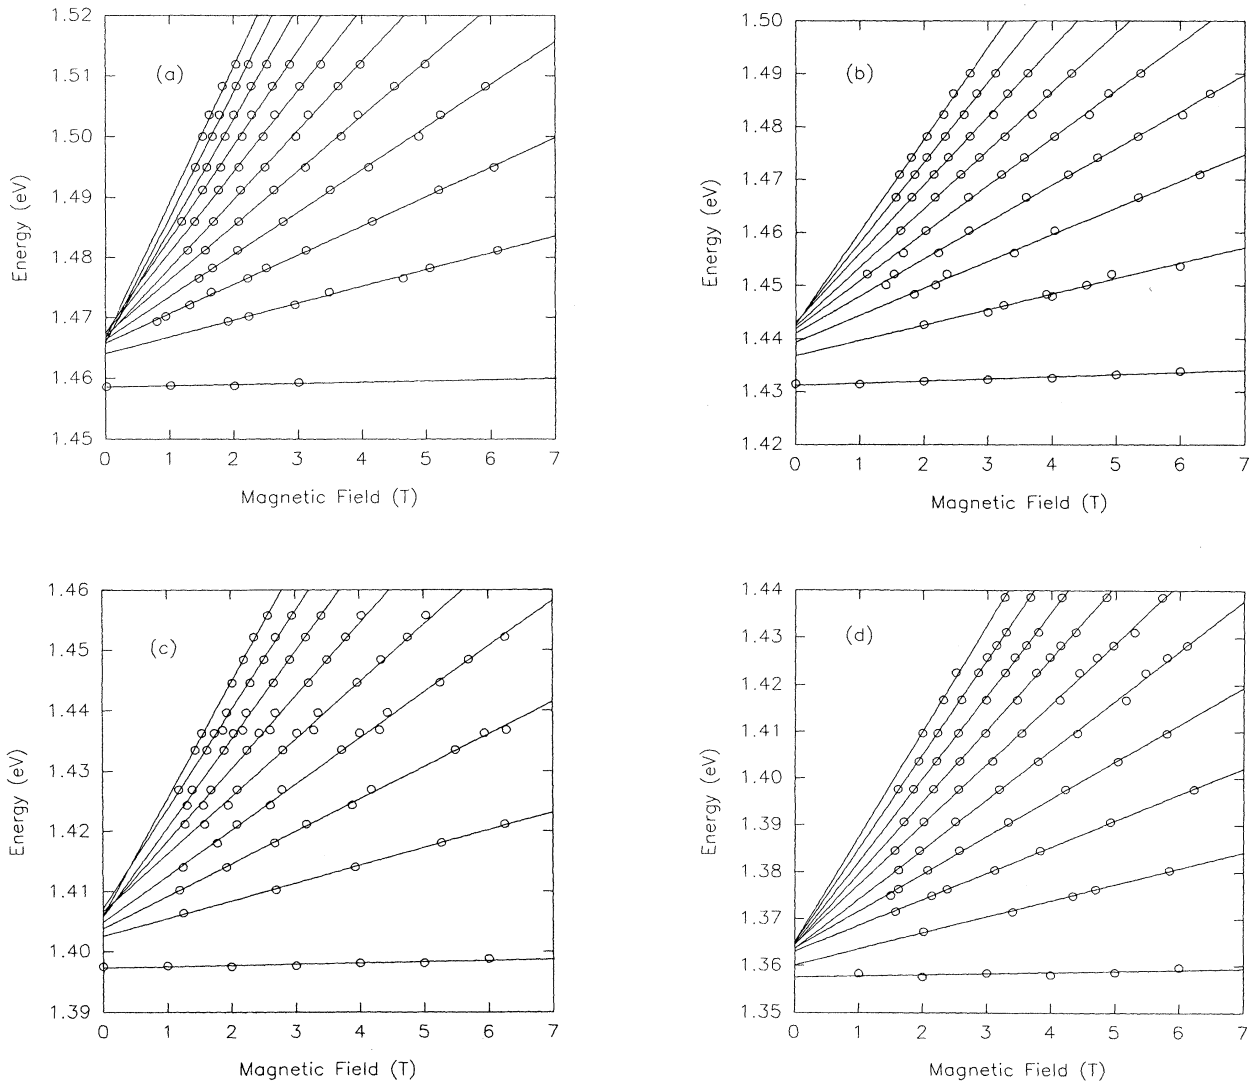 1.52
1.51
1.50
1.49
1.48
1.47
1.46
1.45
Energy (eV)
(a)
0 1 2 3 4 5 6 7
Magnetic Field (T)
1.50
1.49
1.48
1.47
1.46
1.45
1.44
1.43
1.42
Energy (eV)
(b)
0 1 2 3 4 5 6 7
Magnetic Field (T)
1.46
1.45
1.44
1.43
1.42
1.41
1.40
1.39
Energy (eV)
(c)
0 1 2 3 4 5 6 7
Magnetic Field (T)
1.44
1.43
1.42
1.41
1.40
1.39
1.38
1.37
1.36
1.35
Energy (eV)
(d)
0 1 2 3 4 5 6 7
Magnetic Field (T)